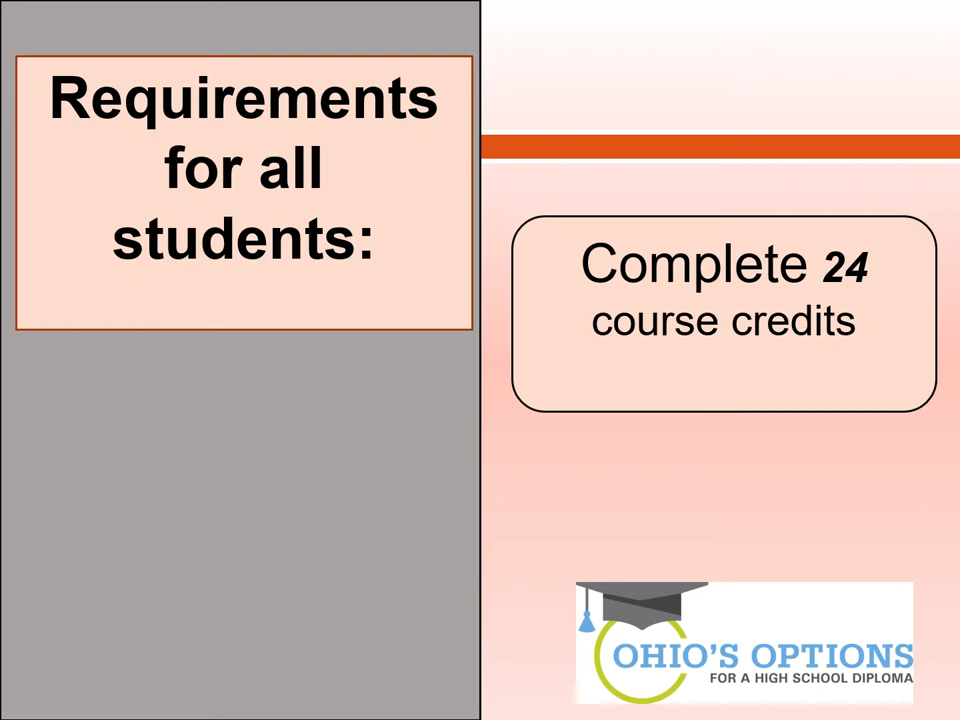 Requirements
for all
students:
Complete 24
course credits
OHIO'S OPTIONS
FOR A HIGH SCHOOL DIPLOMA